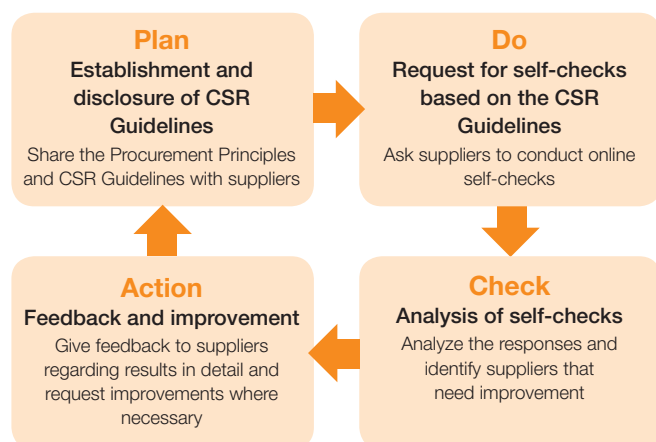 Plan
Establishment and
disclosure of CSR
Guidelines
Share the Procurement Principles
and CSR Guidelines with suppliers
Do
Request for self-checks
based on the CSR
Guidelines
Ask suppliers to conduct online
self-checks
Action
Feedback and improvement
Give feedback to suppliers
regarding results in detail and
request improvements where
necessary
Check
Analysis of self-checks
Analyze the responses and
identify suppliers that
need improvement